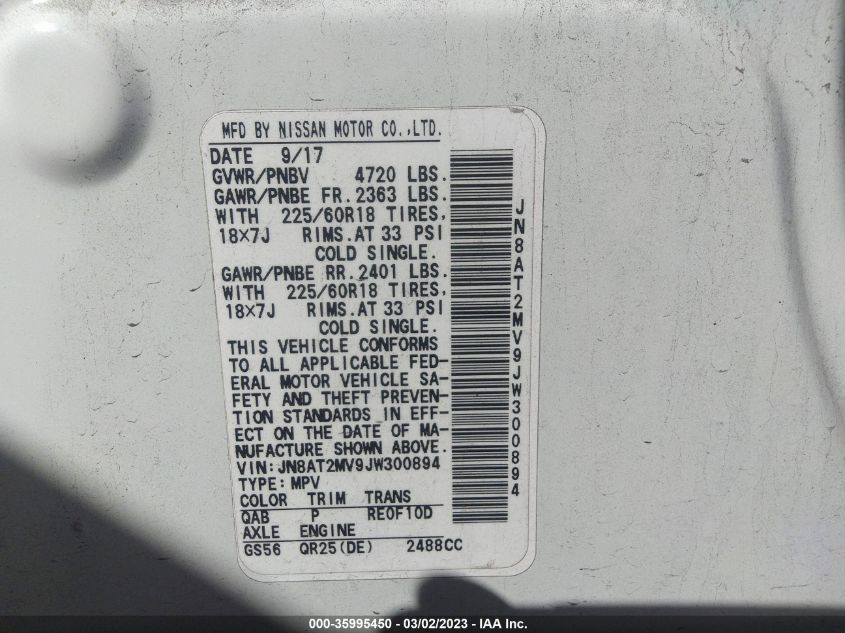 MFD BY NISSAN MOTOR CO.,LTD.
DATE 9/17
GVWR/PNBV 4720 LBS.
GAWR/PNBE FR. 2363 LBS.
WITH 225/60R18 TIRES,
18X7J RIMS. AT 33 PSI
COLD SINGLE.
GAWR/PNBE RR. 2401 LBS.
WITH 225/60R18 TIRES,
18X7J RIMS. AT 33 PSI
COLD SINGLE.
THIS VEHICLE CONFORMS
TO ALL APPLICABLE FED-
ERAL MOTOR VEHICLE SA-
FETY AND THEFT PREVEN-
TION STANDARDS IN EFF-
ECT ON THE DATE OF MA-
NUFACTURE SHOWN ABOVE.
VIN: JN8AT2MV9JW300894
TYPE: MPV
COLOR TRIM TRANS
QAB P RE0F10D
AXLE ENGINE
GS56 QR25(DE) 2488CC
JN8AT2MV9JW300894
000-35995450 - 03/02/2023 - IAA Inc.